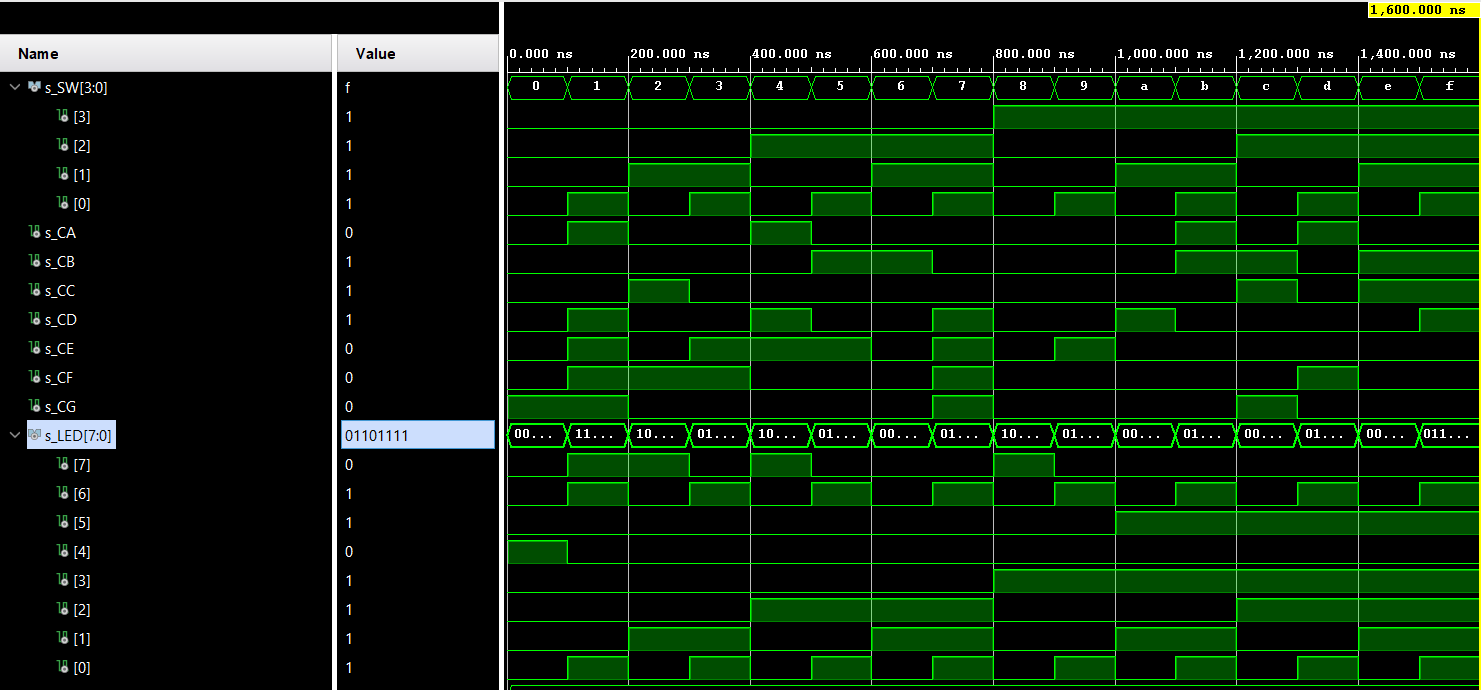 1,600.000 ns
Name Value 0.000 ns 200.000 ns 400.000 ns 600.000 ns 800.000 ns 1,000.000 ns 1,200.000 ns 1,400.000 ns
s_SW[3:0] f 0 1 2 3 4 5 6 7 8 9 a b c d e f
[3] 1
[2] 1
[1] 1
[0] 1
s_CA 0
s_CB 1
s_CC 1
s_CD 1
s_CE 0
s_CF 0
s_CG 0
s_LED[7:0] 01101111 00... 11... 10... 01... 10... 01... 00... 01... 10... 01... 00... 01... 00... 01... 00... 011...
[7] 0
[6] 1
[5] 1
[4] 0
[3] 1
[2] 1
[1] 1
[0] 1